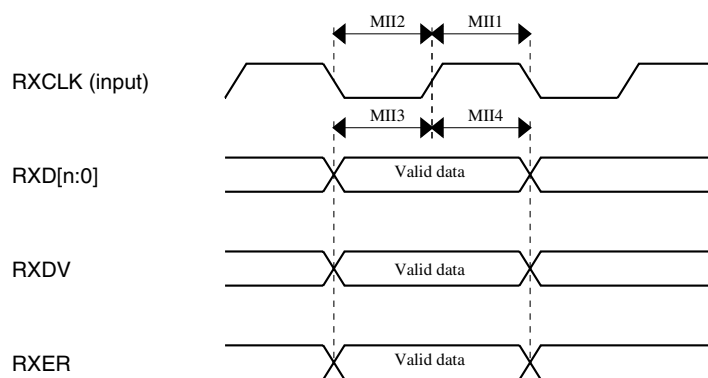 MII2 MII1
RXCLK (input)
MII3 MII4
RXD[n:0] Valid data
RXDV Valid data
RXER Valid data